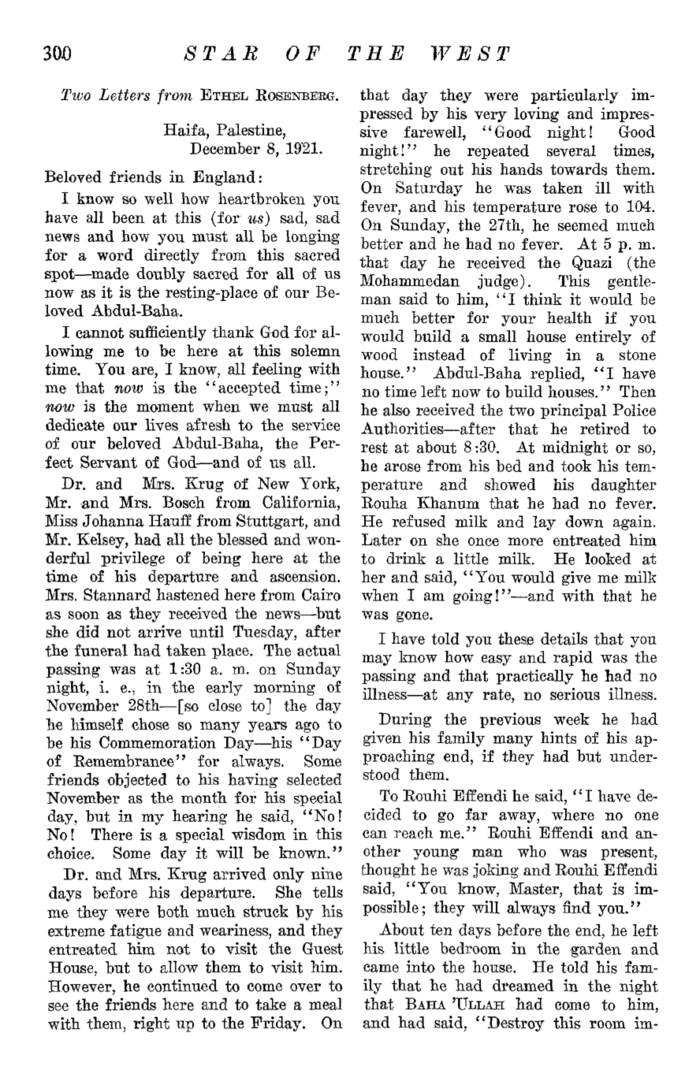 300
STAR OF THE WEST
Two Letters from ETHEL ROSENBERG.
Haifa, Palestine,
December 8, 1921.
Beloved friends in England:
I know so well how heartbroken you
have all been at this (for us) sad, sad
news and how you must all be longing
for a word directly from this sacred
spot—made doubly sacred for all of us
now as it is the resting-place of our Be-
loved Abdul-Baha.
I cannot sufficiently thank God for al-
lowing me to be here at this solemn
time. You are, I know, all feeling with
me that now is the "accepted time;"
now is the moment when we must all
dedicate our lives afresh to the service
of our beloved Abdul-Baha, the Per-
fect Servant of God—and of us all.
Dr. and Mrs. Krug of New York,
Mr. and Mrs. Bosch from California,
Miss Johanna Hauff from Stuttgart, and
Mr. Kelsey, had all the blessed and won-
derful privilege of being here at the
time of his departure and ascension.
Mrs. Stannard hastened here from Cairo
as soon as they received the news—but
she did not arrive until Tuesday, after
the funeral had taken place. The actual
passing was at 1:30 a. m. on Sunday
night, i. e., in the early morning of
November 28th—[so close to] the day
he himself chose so many years ago to
be his Commemoration Day—his "Day
of Remembrance" for always. Some
friends objected to his having selected
November as the month for his special
day, but in my hearing he said, "No!
No! There is a special wisdom in this
choice. Some day it will be known."
Dr. and Mrs. Krug arrived only nine
days before his departure. She tells
me they were both much struck by his
extreme fatigue and weariness, and they
entreated him not to visit the Guest
House, but to allow them to visit him.
However, he continued to come over to
see the friends here and to take a meal
with them, right up to the Friday. On
that day they were particularly im-
pressed by his very loving and impres-
sive farewell, "Good night! Good
night!" he repeated several times,
stretching out his hands towards them.
On Saturday he was taken ill with
fever, and his temperature rose to 104.
On Sunday, the 27th, he seemed much
better and he had no fever. At 5 p. m.
that day he received the Quazi (the
Mohammedan judge). This gentle-
man said to him, "I think it would be
much better for your health if you
would build a small house entirely of
wood instead of living in a stone
house." Abdul-Baha replied, "I have
no time left now to build houses." Then
he also received the two principal Police
Authorities—after that he retired to
rest at about 8:30. At midnight or so,
he arose from his bed and took his tem-
perature and showed his daughter
Rouha Khanum that he had no fever.
He refused milk and lay down again.
Later on she once more entreated him
to drink a little milk. He looked at
her and said, "You would give me milk
when I am going!"—and with that he
was gone.
I have told you these details that you
may know how easy and rapid was the
passing and that practically he had no
illness—at any rate, no serious illness.
During the previous week he had
given his family many hints of his ap-
proaching end, if they had but under-
stood them.
To Rouhi Effendi he said, "I have de-
cided to go far away, where no one
can reach me." Rouhi Effendi and an-
other young man who was present,
thought he was joking and Rouhi Effendi
said, "You know, Master, that is im-
possible; they will always find you."
About ten days before the end, he left
his little bedroom in the garden and
came into the house. He told his fam-
ily that he had dreamed in the night
that BAHA 'ULLAH had come to him,
and had said, "Destroy this room im-